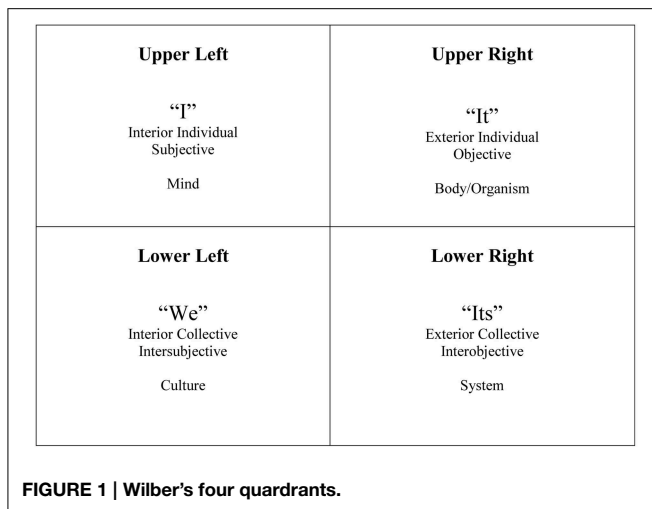 Upper Left
“I”
Interior Individual
Subjective
Mind
Upper Right
“It”
Exterior Individual
Objective
Body/Organism
Lower Left
“We”
Interior Collective
Intersubjective
Culture
Lower Right
“Its”
Exterior Collective
Interobjective
System
FIGURE 1 | Wilber’s four quardrants.